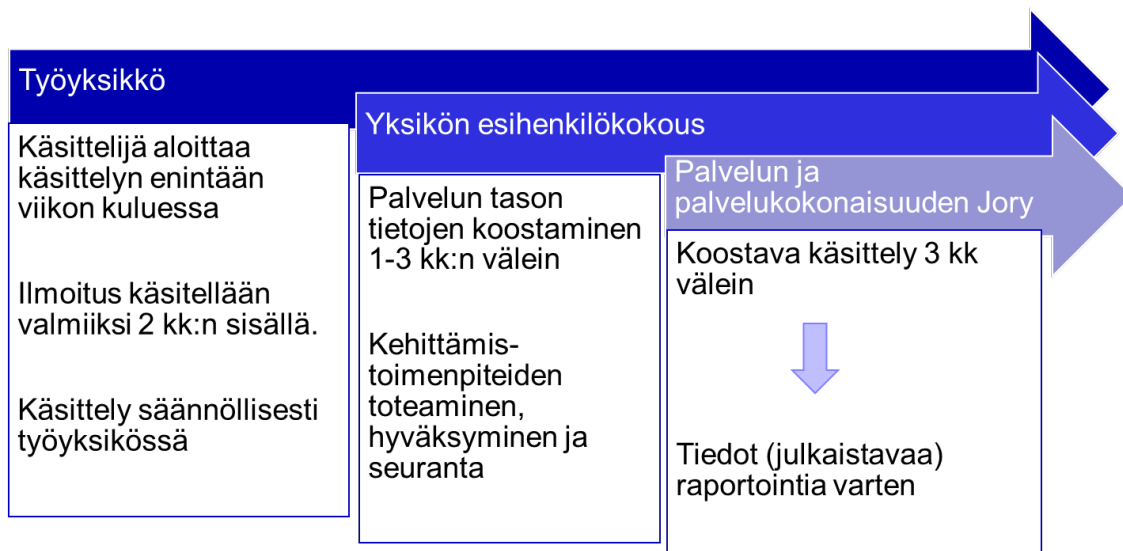 Työyksikkö
Käsittelijä aloittaa
käsittelyn enintään
viikon kuluessa
Ilmoitus käsitellään
valmiiksi 2 kk:n sisällä.
Käsittely säännöllisesti
työyksikössä
Yksikön esihenkilökokous
Palvelun tason
tietojen koostaminen
1-3 kk:n välein
Kehittämis-
toimenpiteiden
toteaminen,
hyväksyminen ja
seuranta
Palvelun ja
palvelukokonaisuuden Jory
Koostava käsittely 3 kk
välein
Tiedot (julkaistavaa)
raportointia varten